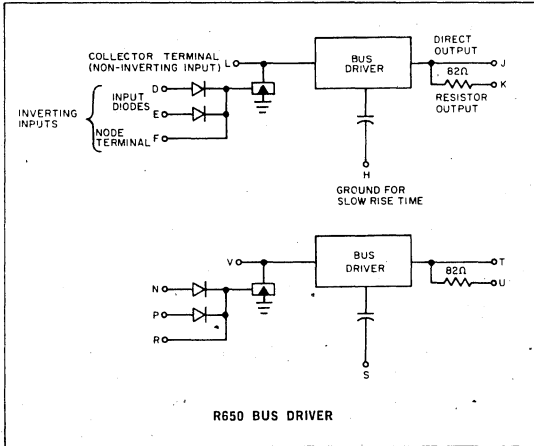 COLLECTOR TERMINAL
(NON-INVERTING INPUT) L
BUS
DRIVER
DIRECT
OUTPUT
J
82Ω
K
RESISTOR
OUTPUT
INVERTING
INPUTS
D
INPUT
DIODES
E
NODE
TERMINAL F
H
GROUND FOR
SLOW RISE TIME
V
BUS
DRIVER
T
82Ω
U
N
P
R
S
R650 BUS DRIVER